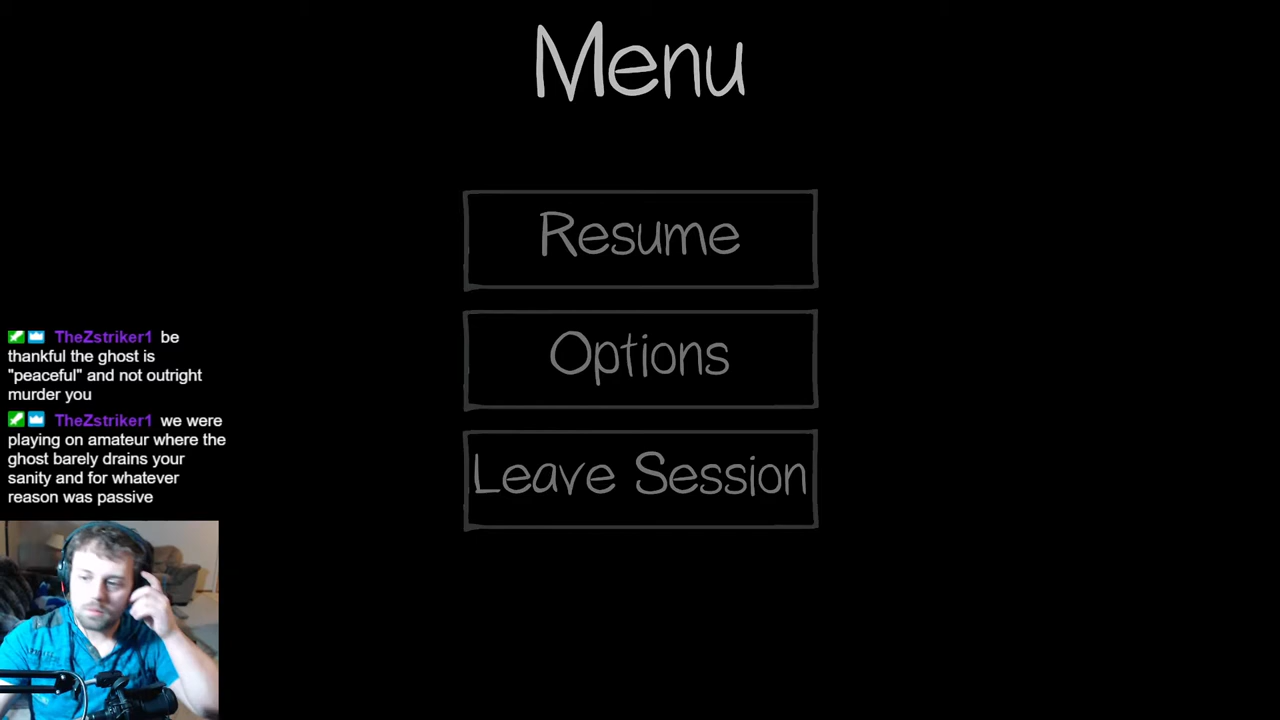 Menu
Resume
Options
Leave Session
TheZstriker1 be
thankful the ghost is
"peaceful" and not outright
murder you
TheZstriker1 we were
playing on amateur where the
ghost barely drains your
sanity and for whatever
reason was passive